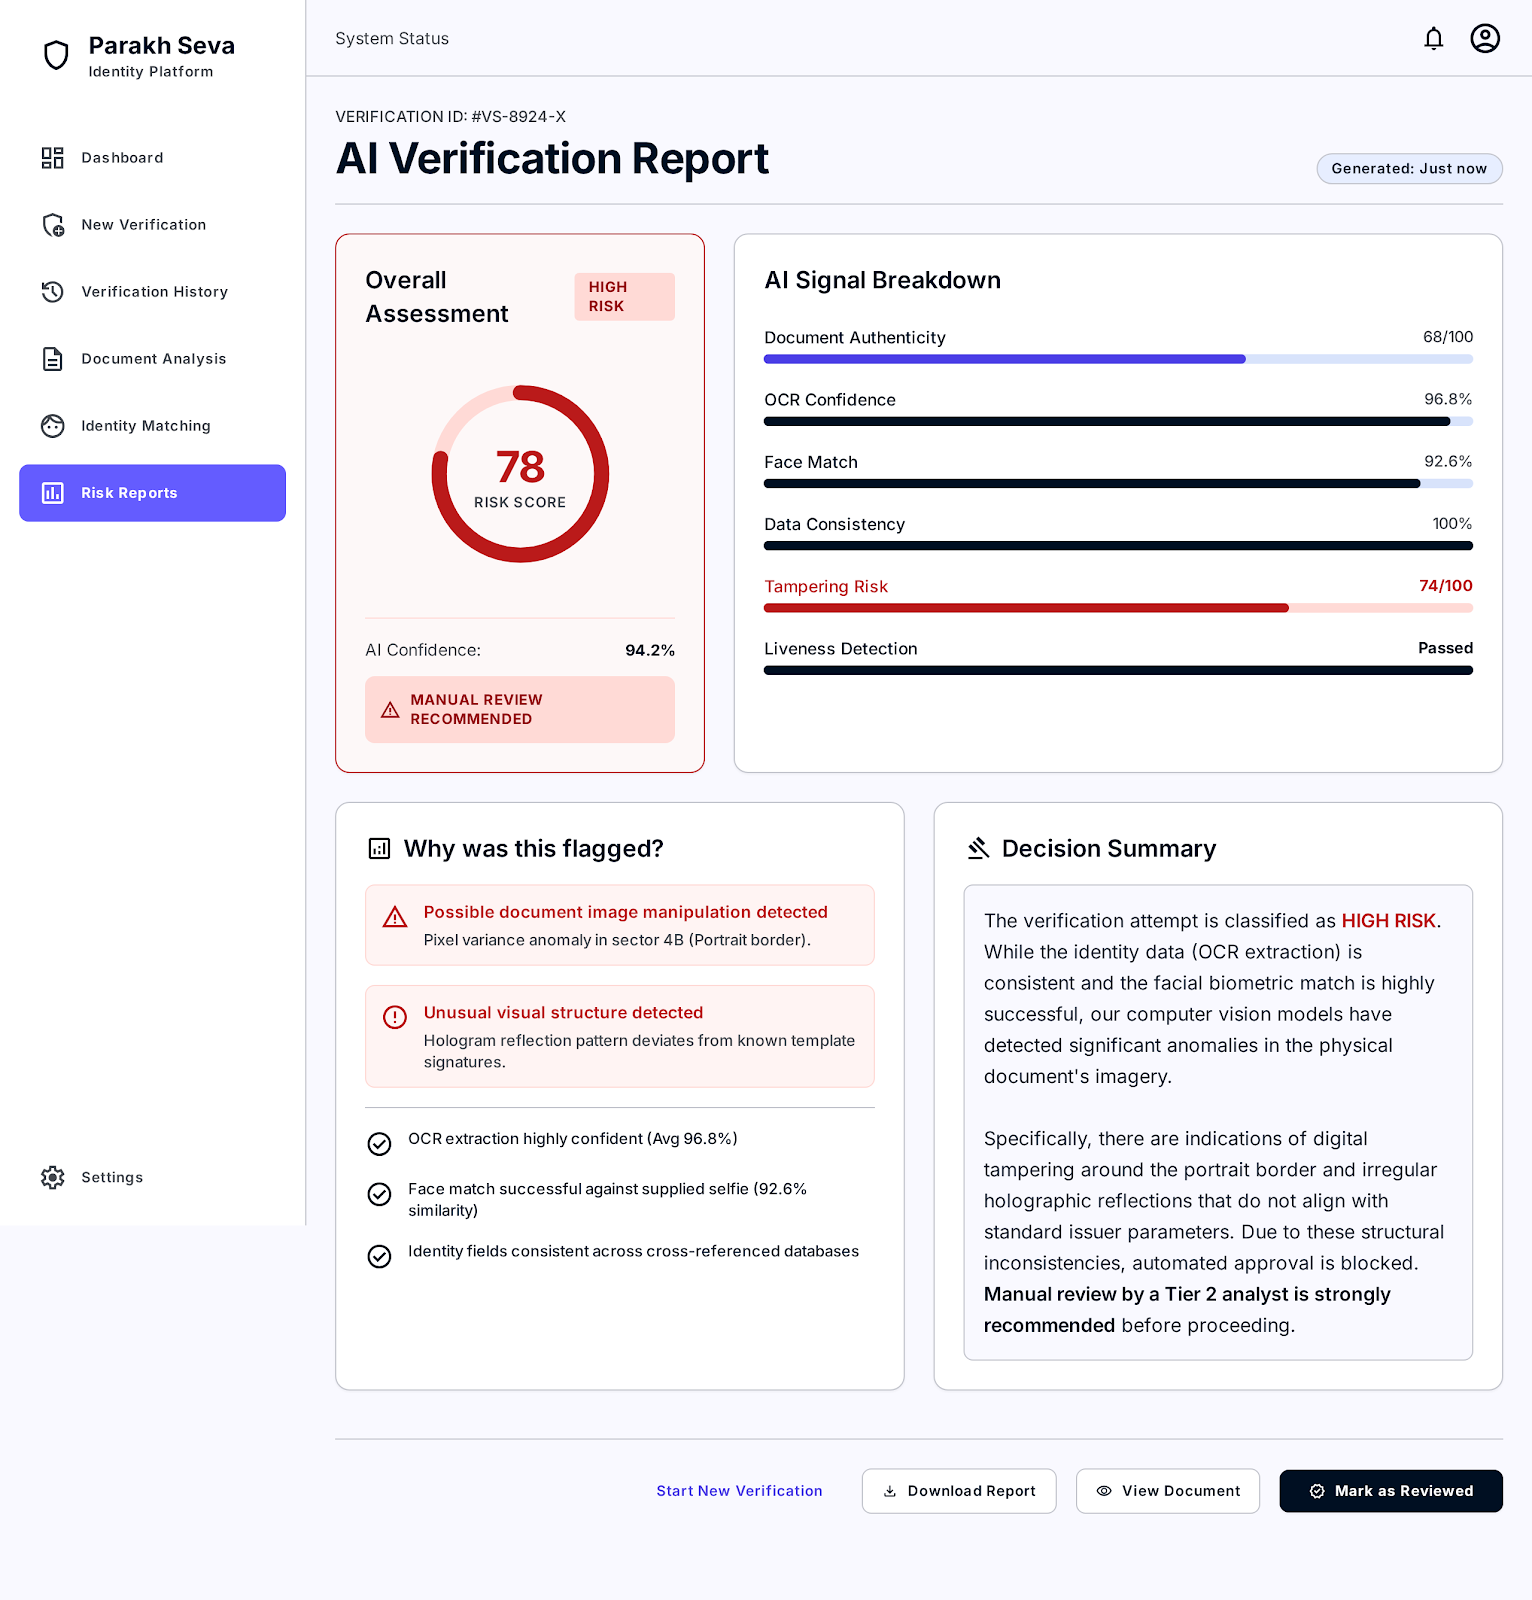 Parakh Seva
Identity Platform
Dashboard
New Verification
Verification History
Document Analysis
Identity Matching
Risk Reports
Settings
System Status
VERIFICATION ID: #VS-8924-X
AI Verification Report
Generated: Just now
Overall
Assessment
HIGH
RISK
78
RISK SCORE
AI Confidence:
94.2%
MANUAL REVIEW
RECOMMENDED
AI Signal Breakdown
Document Authenticity
68/100
OCR Confidence
96.8%
Face Match
92.6%
Data Consistency
100%
Tampering Risk
74/100
Liveness Detection
Passed
Why was this flagged?
Possible document image manipulation detected
Pixel variance anomaly in sector 4B (Portrait border).
Unusual visual structure detected
Hologram reflection pattern deviates from known template
signatures.
OCR extraction highly confident (Avg 96.8%)
Face match successful against supplied selfie (92.6%
similarity)
Identity fields consistent across cross-referenced databases
Decision Summary
The verification attempt is classified as HIGH RISK.
While the identity data (OCR extraction) is
consistent and the facial biometric match is highly
successful, our computer vision models have
detected significant anomalies in the physical
document's imagery.
Specifically, there are indications of digital
tampering around the portrait border and irregular
holographic reflections that do not align with
standard issuer parameters. Due to these structural
inconsistencies, automated approval is blocked.
Manual review by a Tier 2 analyst is strongly
recommended before proceeding.
Start New Verification
Download Report
View Document
Mark as Reviewed